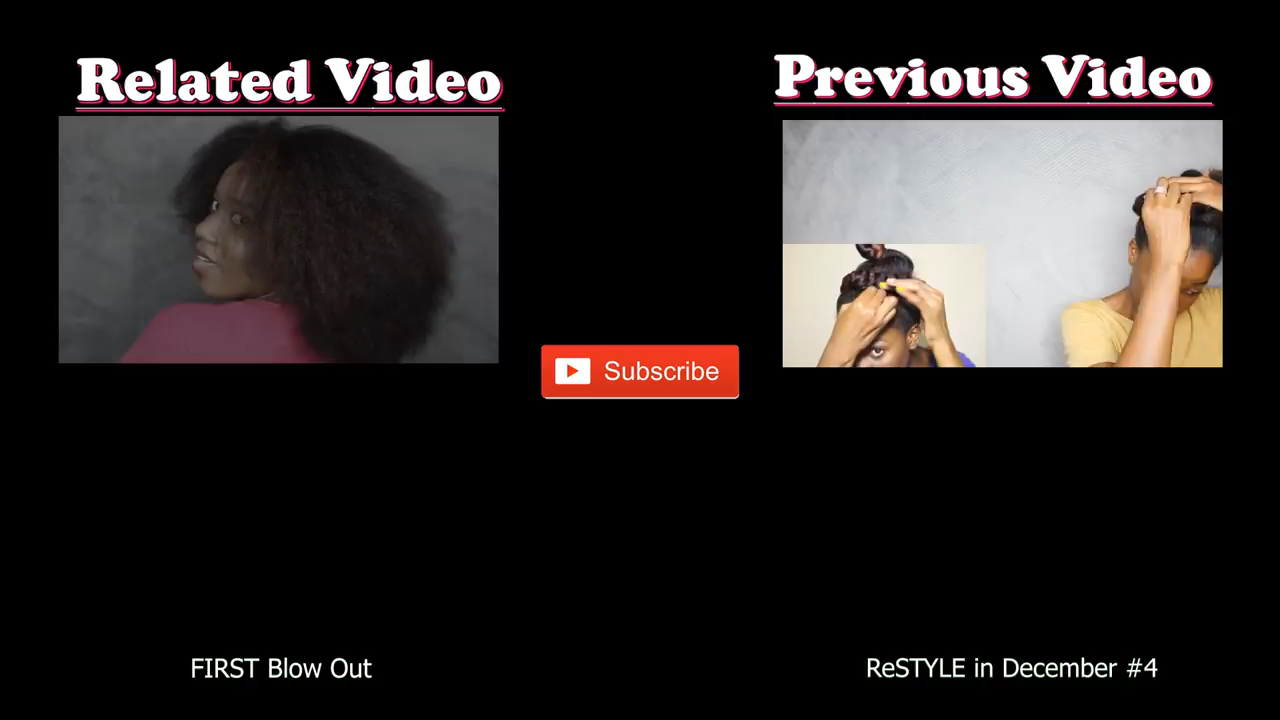 Related Video
Previous Video
Subscribe
FIRST Blow Out
ReSTYLE in December #4